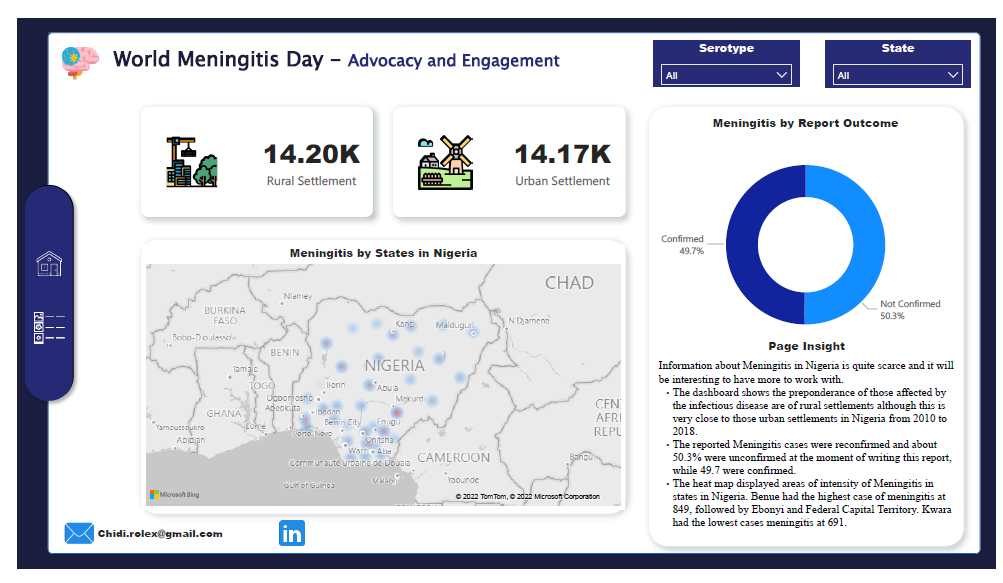 World Meningitis Day – Advocacy and Engagement
Serotype
All
State
All
14.20K
Rural Settlement
14.17K
Urban Settlement
Meningitis by Report Outcome
Confirmed
49.7%
Not Confirmed
50.3%
Meningitis by States in Nigeria
CHAD
Niamey
BURKINA
FASO
Kano
Maiduguri
N'Djamena
Bobo-Dioulasso
BENIN
NIGERIA
Tamale
TOGO
Ilorin
Abuja
Ogbomosho
Makurdi
Abeokuta
Ibadan
GHANA
Benin City
Enugu
CEN
AFRI
REPU
Yamoussoukro
Lome
Porto-Novo
Onitsha
Abidjan
Warri
Aba
CAMEROON
Bangu
Communauté urbaine de Douala
Malabo
Yaounde
Gulf of Guinea
Microsoft Bing
© 2022 TomTom, © 2022 Microsoft Corporation
Page Insight
Information about Meningitis in Nigeria is quite scarce and it will
be interesting to have more to work with.
• The dashboard shows the preponderance of those affected by
the infectious disease are of rural settlements although this is
very close to those urban settlements in Nigeria from 2010 to
2018.
• The reported Meningitis cases were reconfirmed and about
50.3% were unconfirmed at the moment of writing this report,
while 49.7 were confirmed.
• The heat map displayed areas of intensity of Meningitis in
states in Nigeria. Benue had the highest case of meningitis at
849, followed by Ebonyi and Federal Capital Territory. Kwara
had the lowest cases meningitis at 691.
Chidi.rolex@gmail.com
in